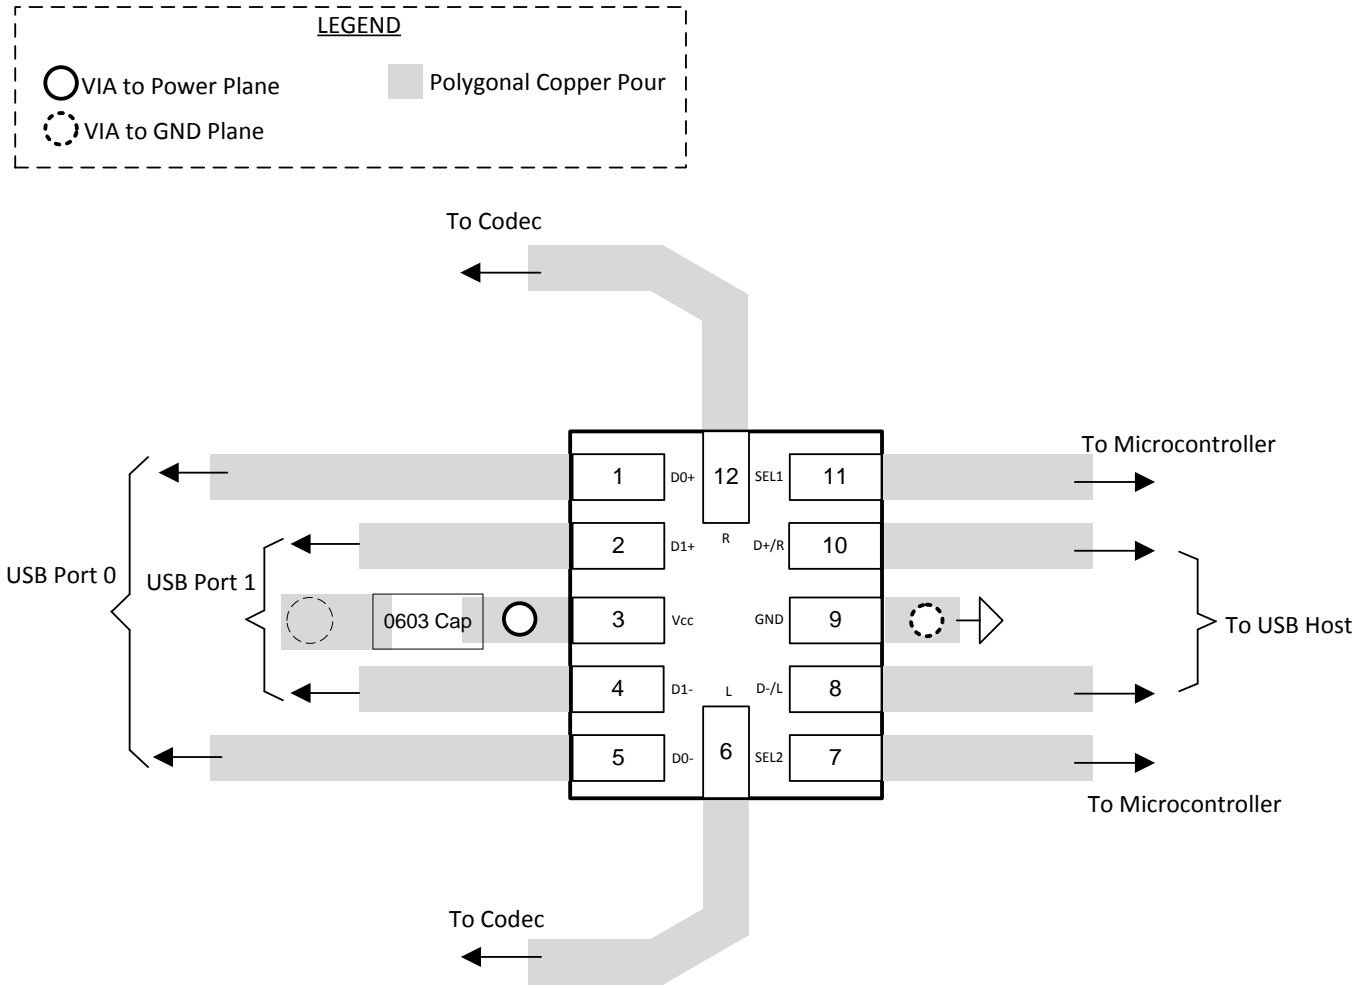 LEGEND
VIA to Power Plane
Polygonal Copper Pour
VIA to GND Plane
To Codec
To Microcontroller
1
D0+
12
SEL1
11
2
D1+
R
D+/R
10
USB Port 0
USB Port 1
0603 Cap
3
Vcc
GND
9
To USB Host
4
D1-
L
D-/L
8
5
D0-
6
SEL2
7
To Microcontroller
To Codec